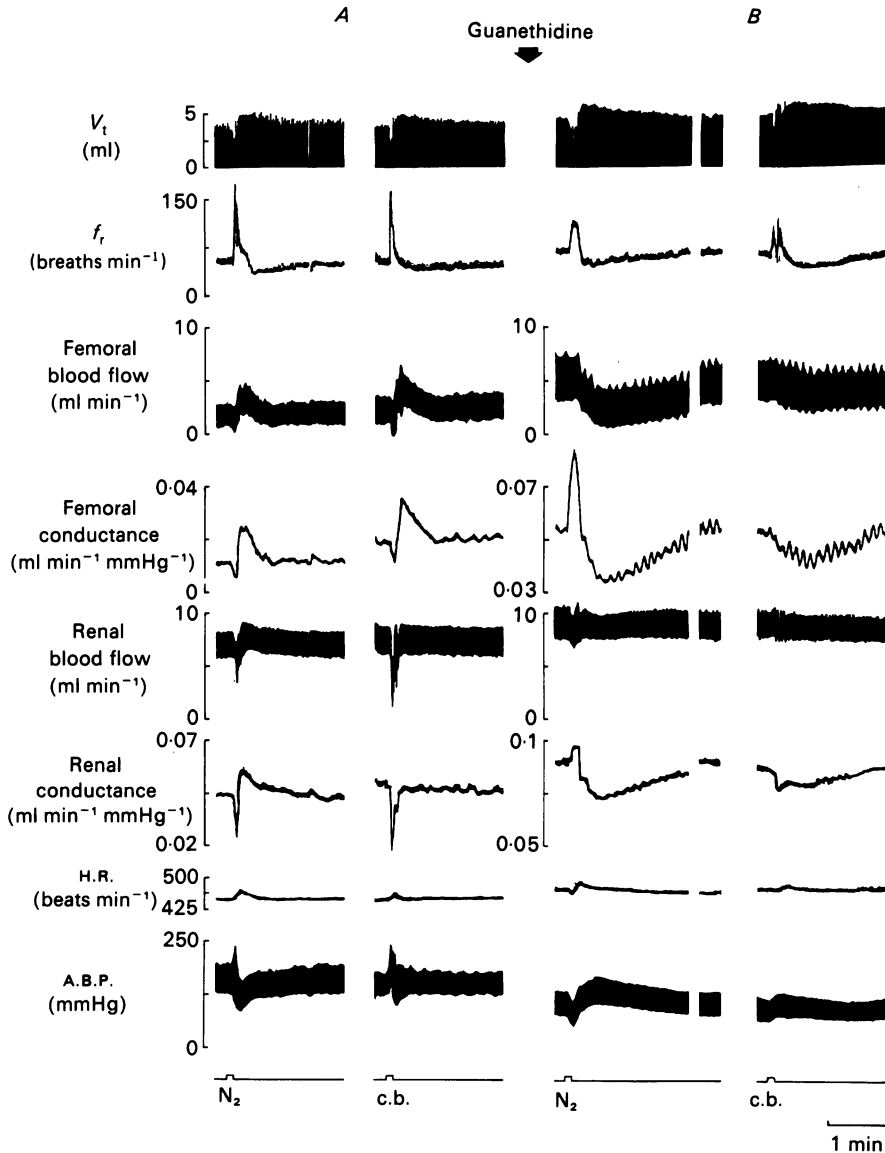 A
Guanethidine
B
Vt
(ml)
5
0
fr
(breaths min−1)
150
0
Femoral
blood flow
(ml min−1)
10
0
10
0
Femoral
conductance
(ml min−1 mmHg−1)
0·04
0
0·07
0·03
Renal
blood flow
(ml min−1)
10
0
10
0
Renal
conductance
(ml min−1 mmHg−1)
0·07
0·02
0·1
0·05
H.R.
(beats min−1)
500
425
A.B.P.
(mmHg)
250
0
N2
c.b.
N2
c.b.
1 min